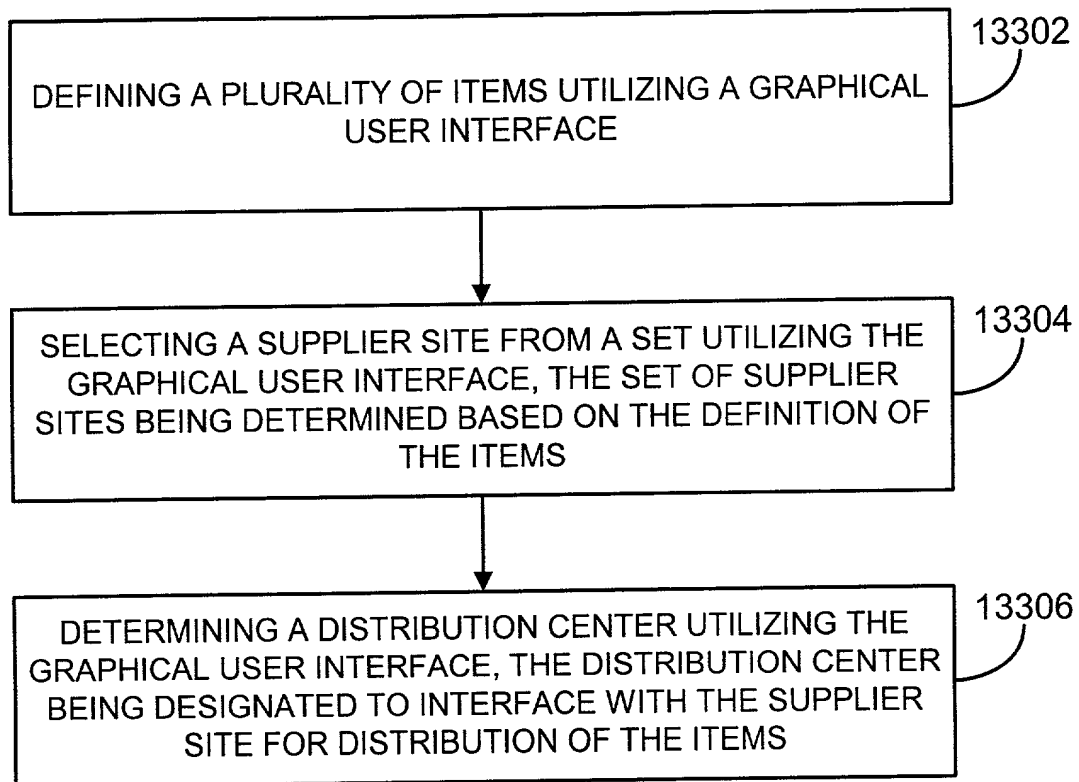 13302
DEFINING A PLURALITY OF ITEMS UTILIZING A GRAPHICAL
USER INTERFACE
13304
SELECTING A SUPPLIER SITE FROM A SET UTILIZING THE
GRAPHICAL USER INTERFACE, THE SET OF SUPPLIER
SITES BEING DETERMINED BASED ON THE DEFINITION OF
THE ITEMS
13306
DETERMINING A DISTRIBUTION CENTER UTILIZING THE
GRAPHICAL USER INTERFACE, THE DISTRIBUTION CENTER
BEING DESIGNATED TO INTERFACE WITH THE SUPPLIER
SITE FOR DISTRIBUTION OF THE ITEMS